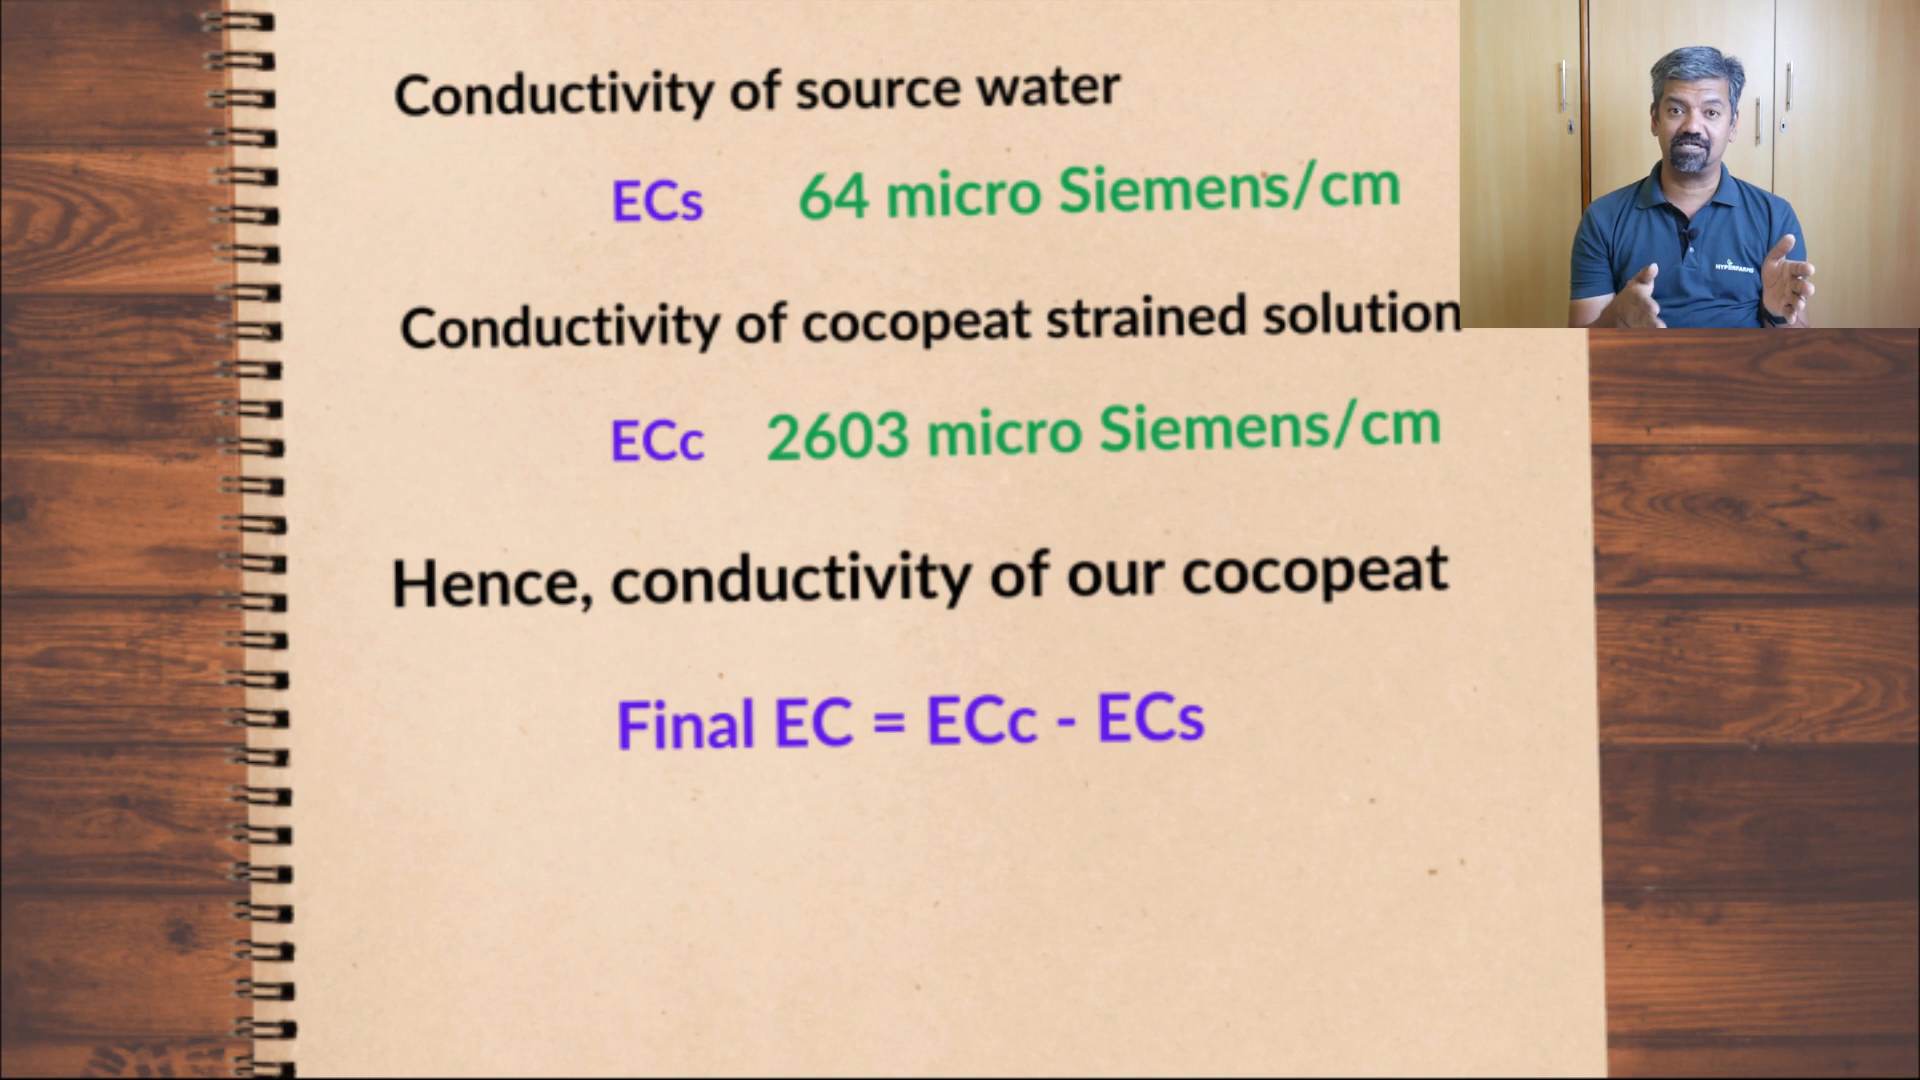 Conductivity of source water
ECs 64 micro Siemens/cm
Conductivity of cocopeat strained solution
ECc 2603 micro Siemens/cm
Hence, conductivity of our cocopeat
Final EC = ECc - ECs
HYPERFARMS